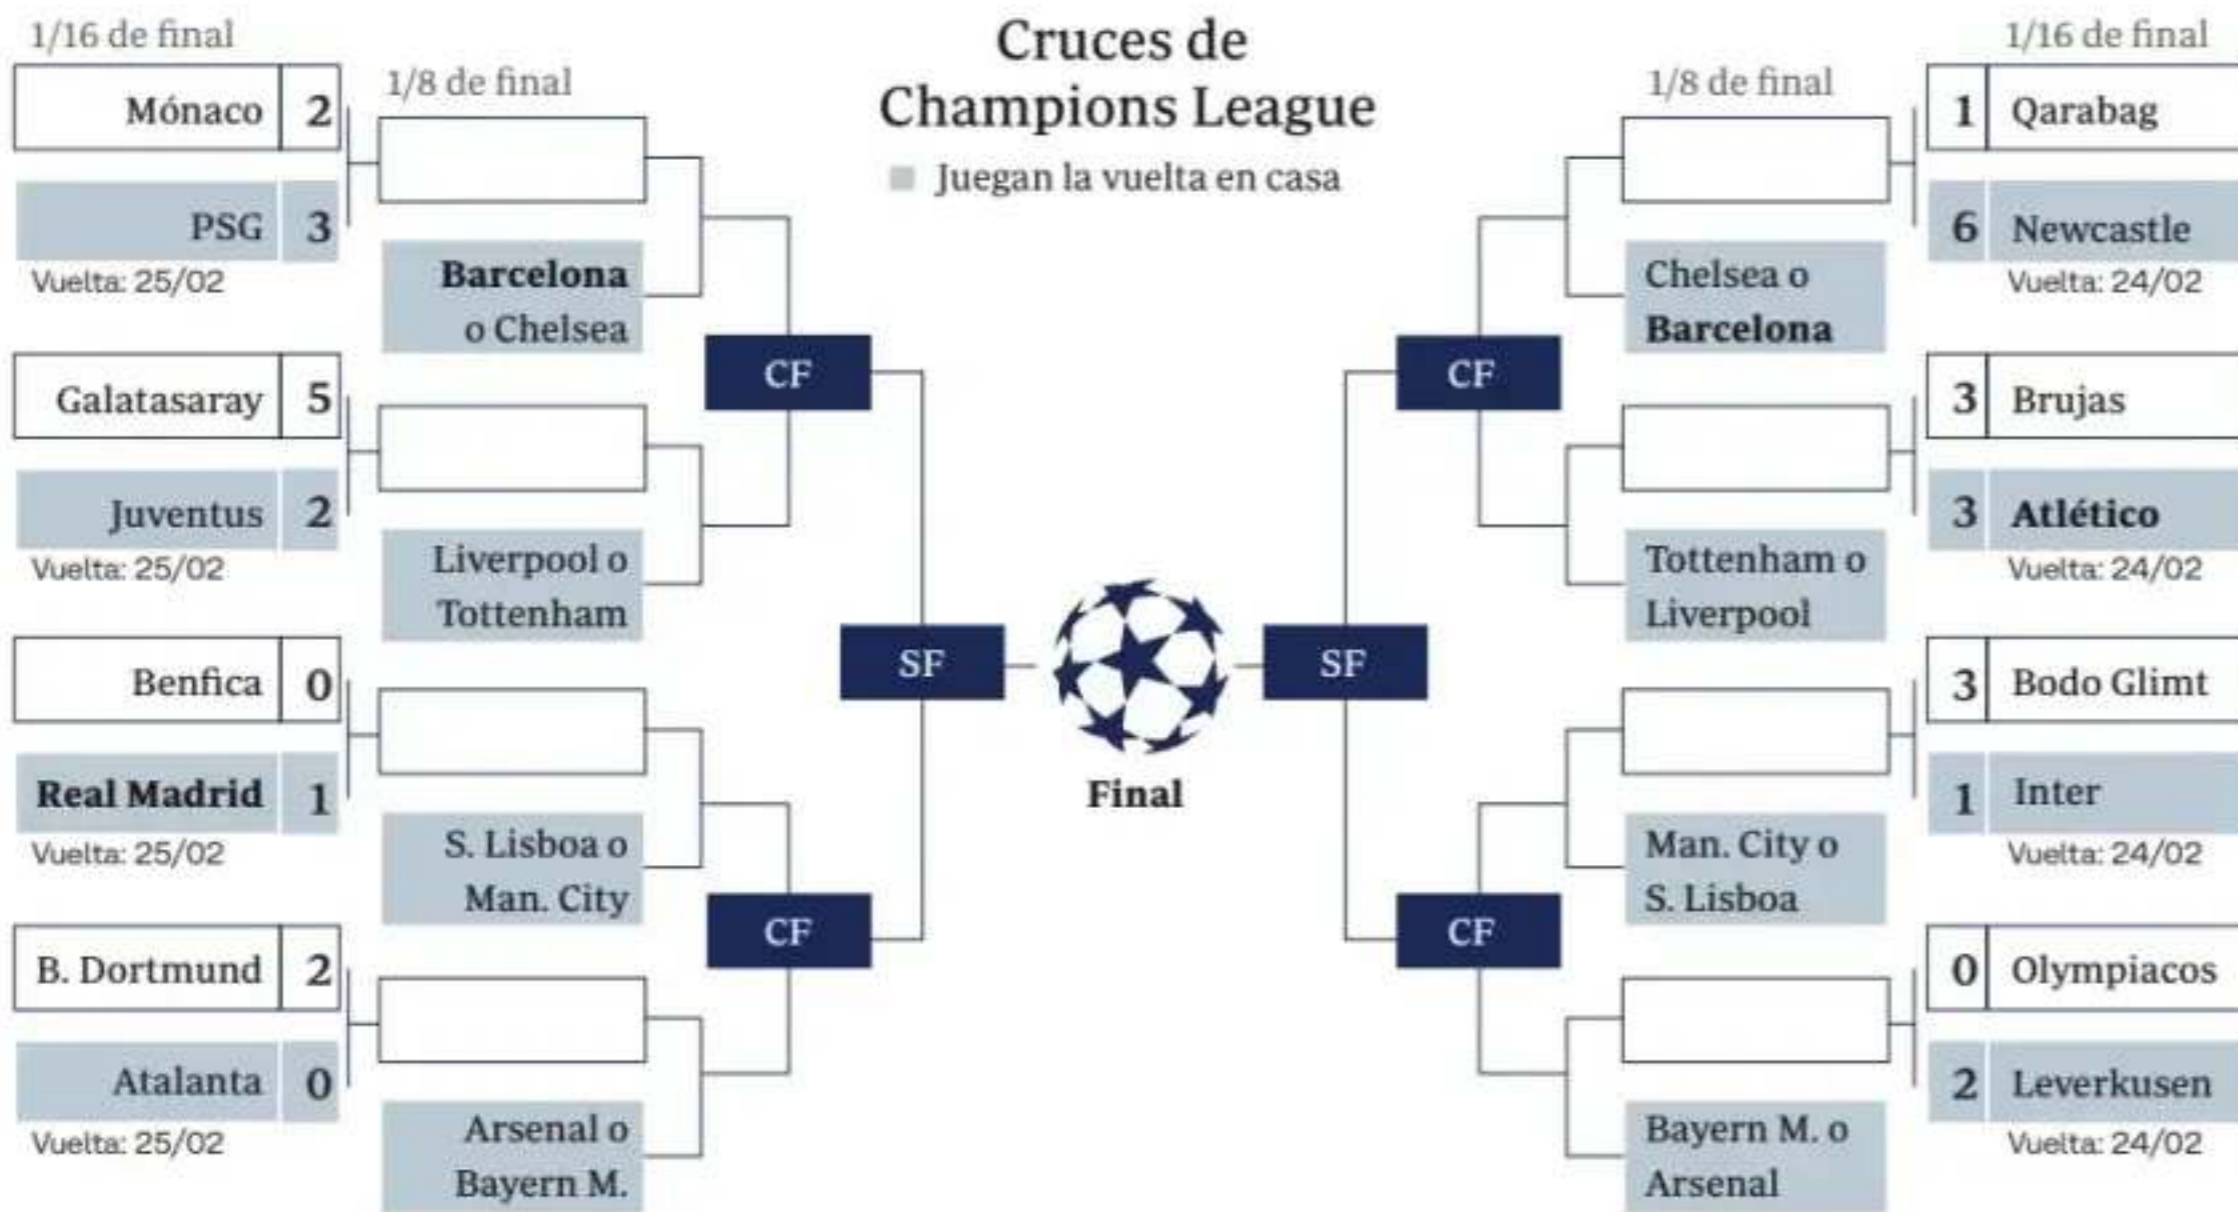 Cruces de
Champions League
Juegan la vuelta en casa
1/16 de final
Mónaco 2
PSG 3
Vuelta: 25/02
Galatasaray 5
Juventus 2
Vuelta: 25/02
Benfica 0
Real Madrid 1
Vuelta: 25/02
B. Dortmund 2
Atalanta 0
Vuelta: 25/02
1/8 de final
Barcelona
o Chelsea
Liverpool o
Tottenham
S. Lisboa o
Man. City
Arsenal o
Bayern M.
CF
CF
SF
Final
SF
CF
CF
1/8 de final
Chelsea o
Barcelona
Tottenham o
Liverpool
Man. City o
S. Lisboa
Bayern M. o
Arsenal
1/16 de final
1 Qarabag
6 Newcastle
Vuelta: 24/02
3 Brujas
3 Atlético
Vuelta: 24/02
3 Bodo Glimt
1 Inter
Vuelta: 24/02
0 Olympiacos
2 Leverkusen
Vuelta: 24/02